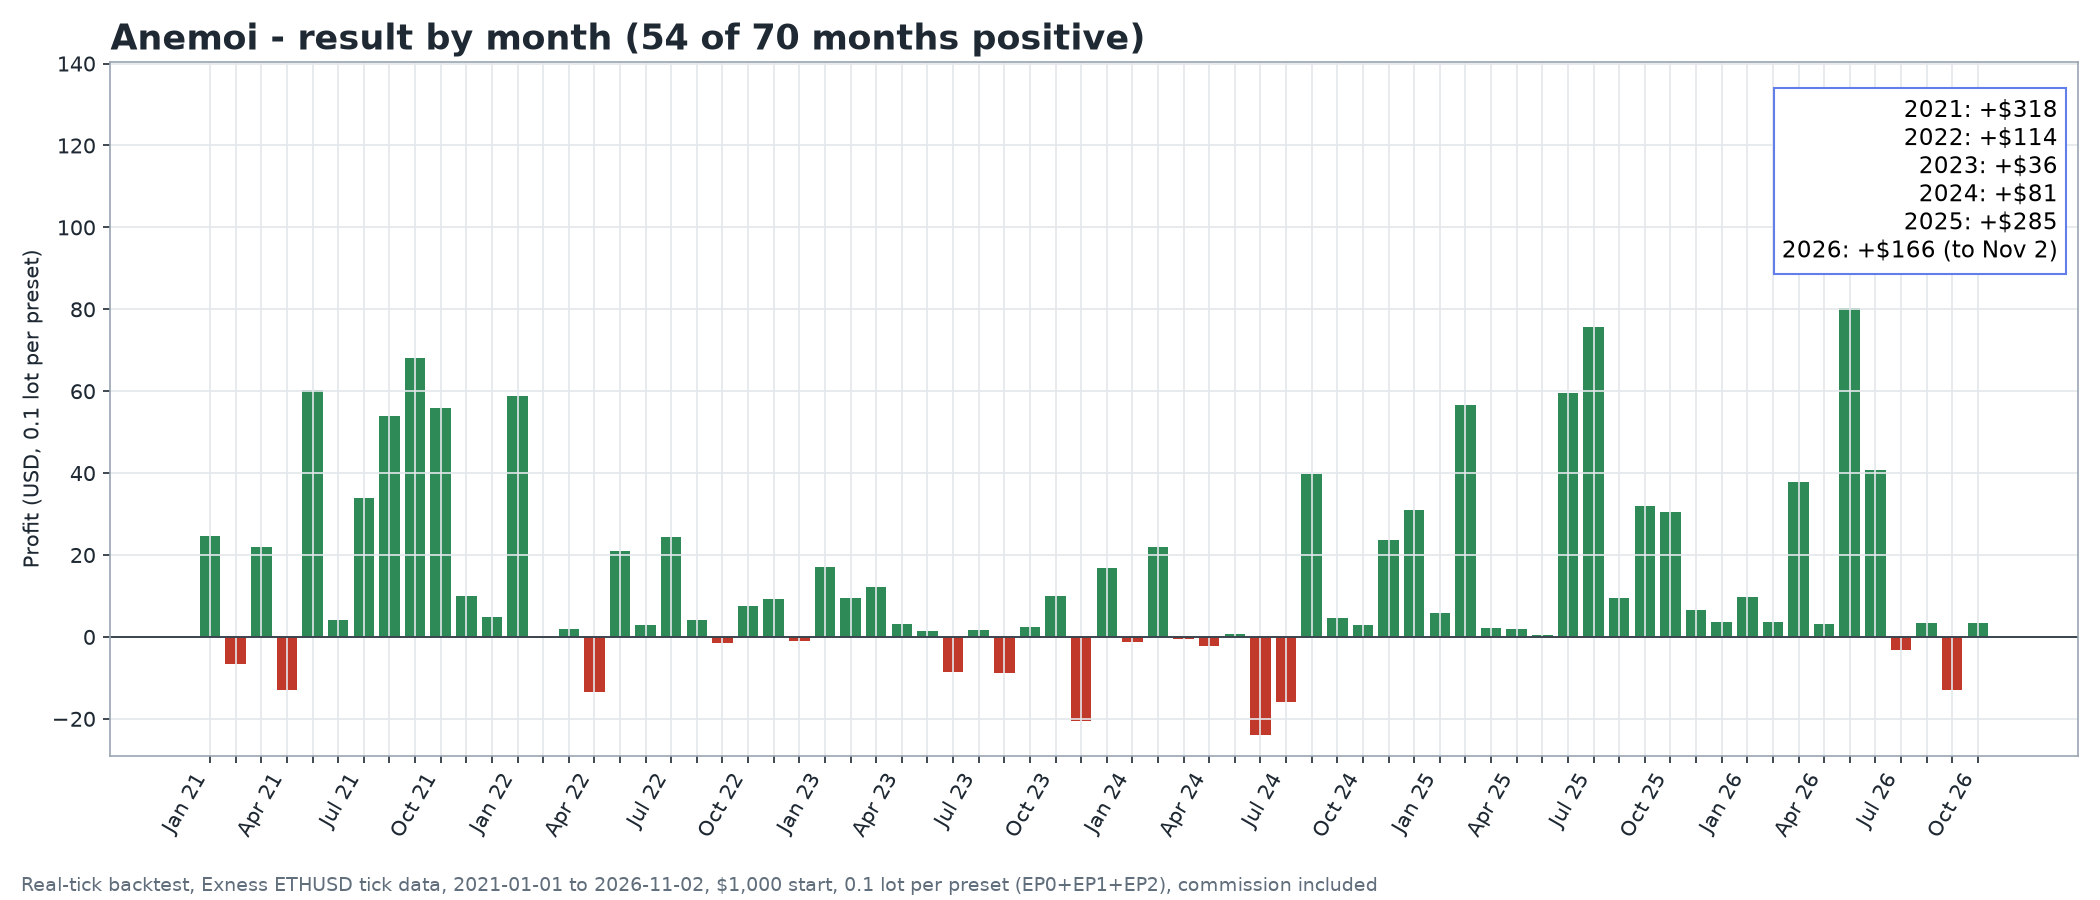 Anemoi - result by month (54 of 70 months positive)
140
120
100
80
60
40
20
0
−20
Profit (USD, 0.1 lot per preset)
2021: +$318
2022: +$114
2023: +$36
2024: +$81
2025: +$285
2026: +$166 (to Nov 2)
Jan 21
Apr 21
Jul 21
Oct 21
Jan 22
Apr 22
Jul 22
Oct 22
Jan 23
Apr 23
Jul 23
Oct 23
Jan 24
Apr 24
Jul 24
Oct 24
Jan 25
Apr 25
Jul 25
Oct 25
Jan 26
Apr 26
Jul 26
Oct 26
Real-tick backtest, Exness ETHUSD tick data, 2021-01-01 to 2026-11-02, $1,000 start, 0.1 lot per preset (EP0+EP1+EP2), commission included